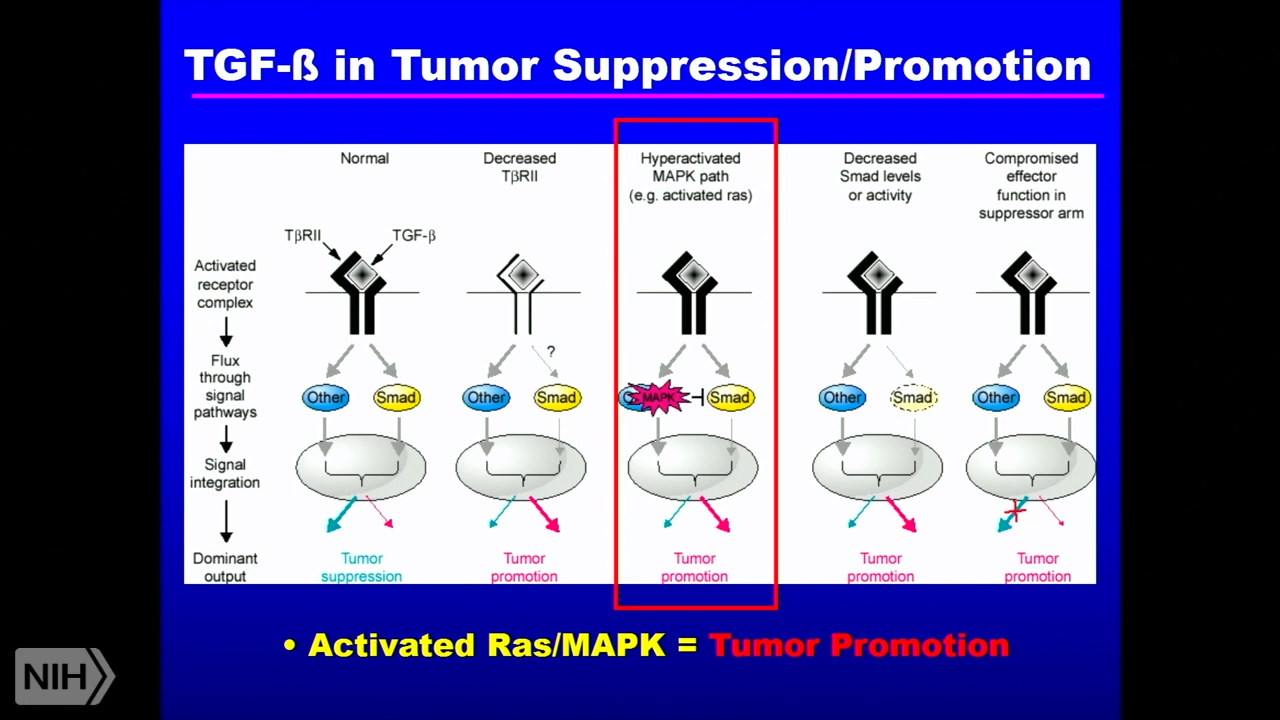 TGF-ß in Tumor Suppression/Promotion
Normal
Decreased
TβRII
Hyperactivated
MAPK path
(e.g. activated ras)
Decreased
Smad levels
or activity
Compromised
effector
function in
suppressor arm
TβRII
TGF-β
Activated
receptor
complex
Flux
through
signal
pathways
Signal
integration
Dominant
output
?
Other
Smad
Other
Smad
MAPK
Smad
Other
Smad
Other
Smad
Tumor
suppression
Tumor
promotion
Tumor
promotion
Tumor
promotion
Tumor
promotion
• Activated Ras/MAPK = Tumor Promotion
NIH